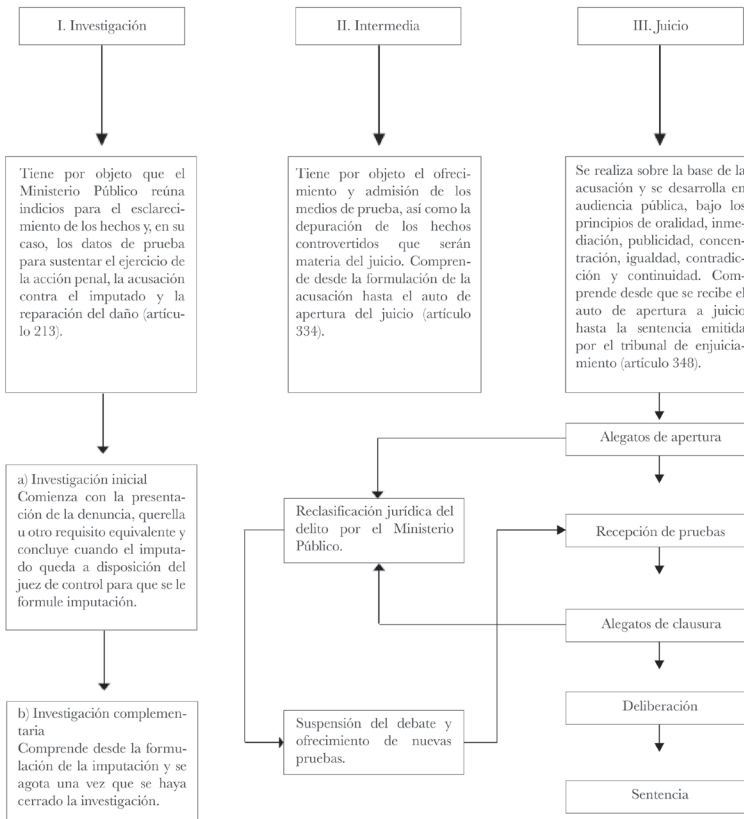 I. Investigación
II. Intermedia
III. Juicio
Tiene por objeto que el
Ministerio Público reúna
indicios para el esclareci-
miento de los hechos y, en su
caso, los datos de prueba
para sustentar el ejercicio de
la acción penal, la acusación
contra el imputado y la
reparación del daño (artícu-
lo 213).
Tiene por objeto el ofreci-
miento y admisión de los
medios de prueba, así como la
depuración de los hechos
controvertidos que serán
materia del juicio. Compren-
de desde la formulación de la
acusación hasta el auto de
apertura del juicio (artículo
334).
Se realiza sobre la base de la
acusación y se desarrolla en
audiencia pública, bajo los
principios de oralidad, inme-
diación, publicidad, concen-
tración, igualdad, contradic-
ción y continuidad. Com-
prende desde que se recibe el
auto de apertura a juicio
hasta la sentencia emitida
por el tribunal de enjuicia-
miento (artículo 348).
a) Investigación inicial
Comienza con la presenta-
ción de la denuncia, querella
u otro requisito equivalente y
concluye cuando el imputa-
do queda a disposición del
juez de control para que se le
formule imputación.
b) Investigación complemen-
taria
Comprende desde la formu-
lación de la imputación y se
agota una vez que se haya
cerrado la investigación.
Reclasificación jurídica del
delito por el Ministerio
Público.
Suspensión del debate y
ofrecimiento de nuevas
pruebas.
Alegatos de apertura
Recepción de pruebas
Alegatos de clausura
Deliberación
Sentencia